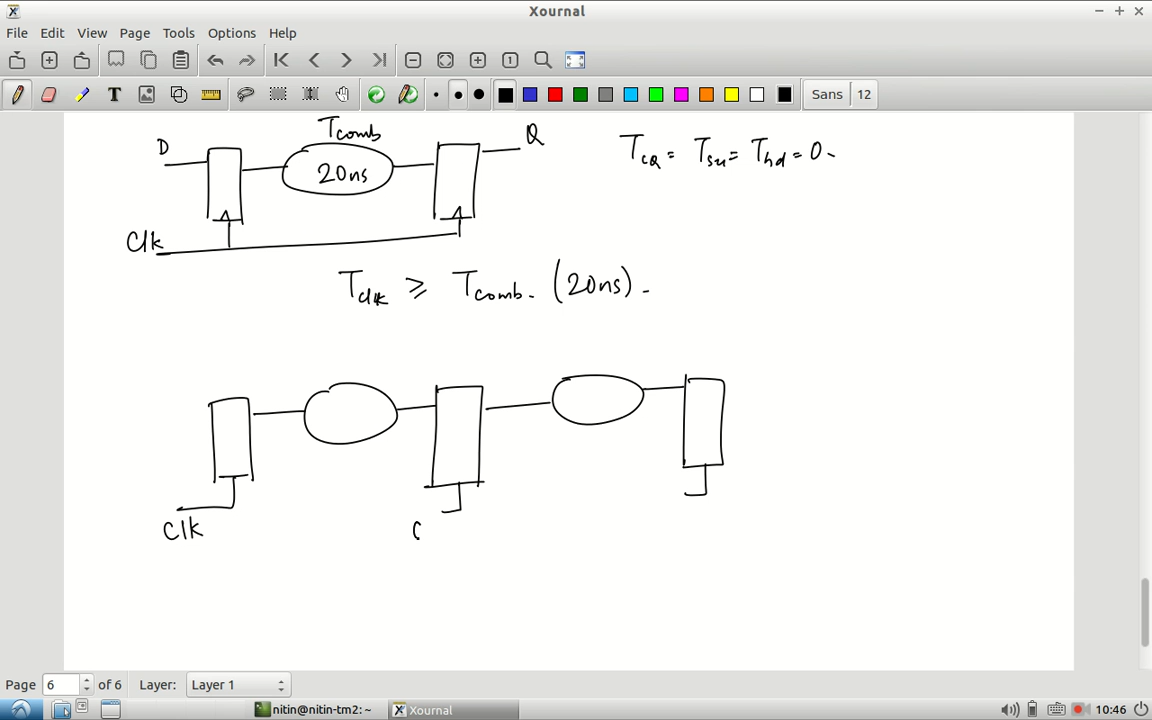 Xournal
File Edit View Page Tools Options Help
Sans 12
Tcomb
D 20ns Q
TCQ = Tsu = Thd = 0.
Clk
Tclk ≥ Tcomb. (20ns).
Clk C
Page 6 of 6 Layer: Layer 1
nitin@nitin-tm2: ~ Xournal 10:46